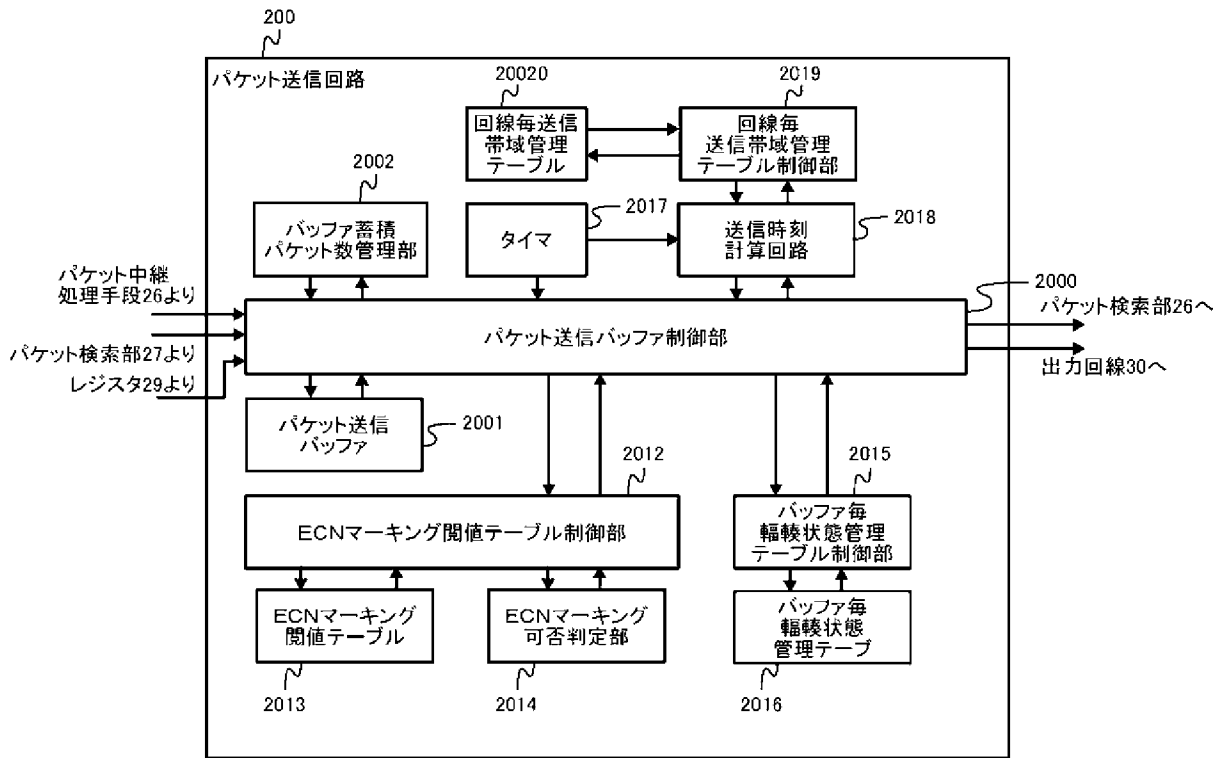 200
パケット送信回路
20020
回線毎送信
帯域管理
テーブル
2019
回線毎
送信帯域管理
テーブル制御部
2002
バッファ蓄積
パケット数管理部
タイマ
2017
送信時刻
計算回路
2018
パケット中継
処理手段26より
パケット検索部27より
レジスタ29より
パケット送信バッファ制御部
2000
パケット検索部26へ
出力回線30へ
パケット送信
バッファ
2001
2012
ECNマーキング閾値テーブル制御部
2015
バッファ毎
輻輳状態管理
テーブル制御部
ECNマーキング
閾値テーブル
2013
ECNマーキング
可否判定部
2014
バッファ毎
輻輳状態
管理テーブ
2016